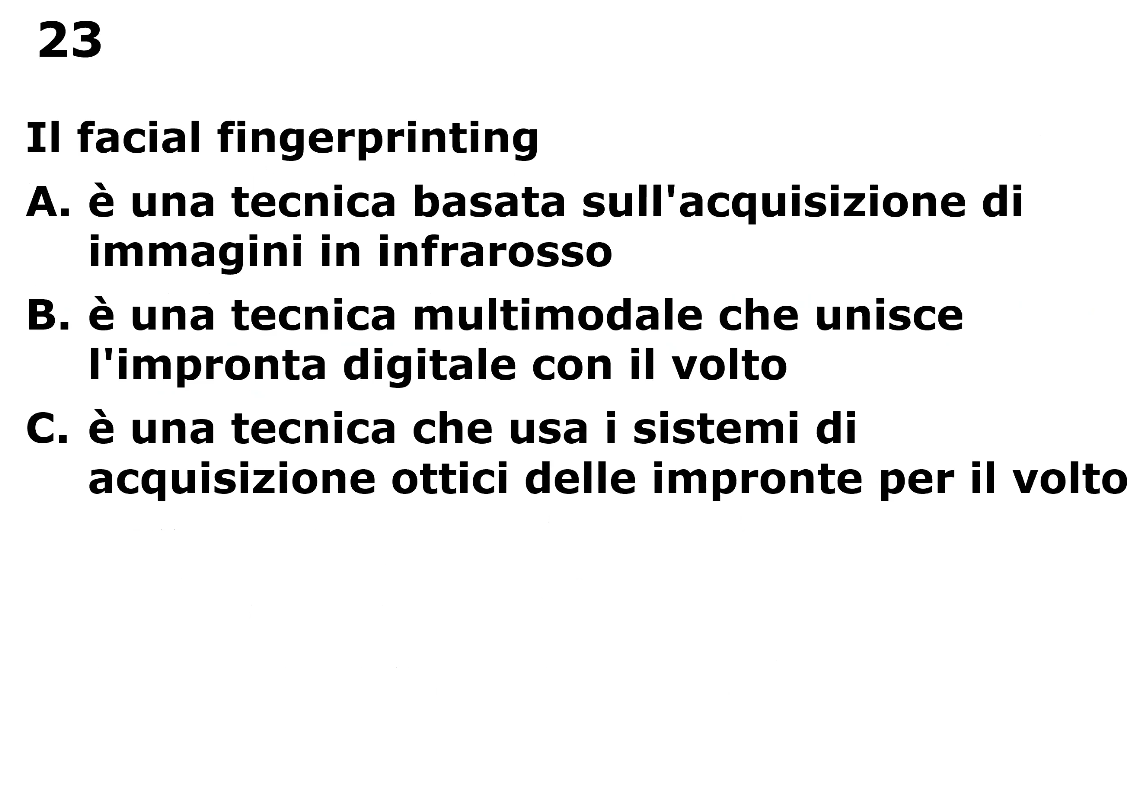 23
Il facial fingerprinting
A. è una tecnica basata sull'acquisizione di
immagini in infrarosso
B. è una tecnica multimodale che unisce
l'impronta digitale con il volto
C. è una tecnica che usa i sistemi di
acquisizione ottici delle impronte per il volto